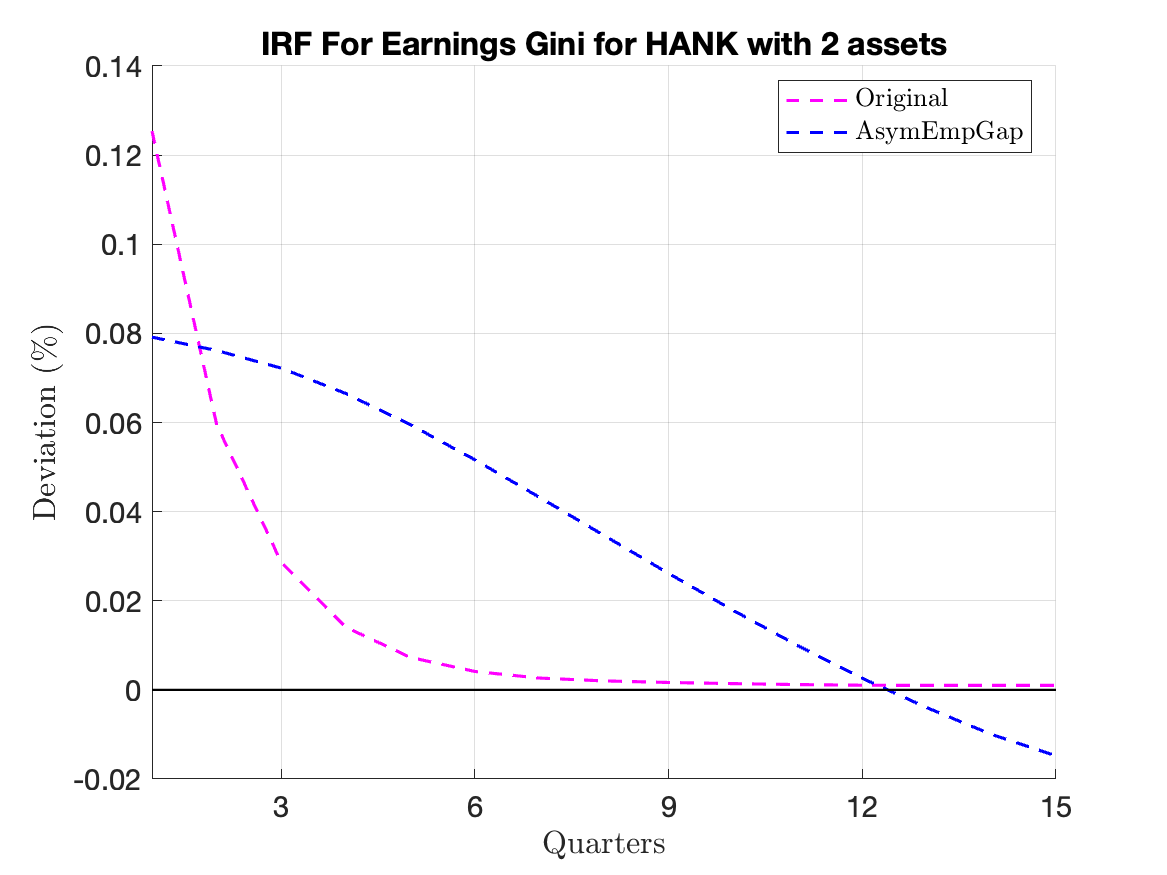 IRF For Earnings Gini for HANK with 2 assets
0.14
0.12
0.1
0.08
0.06
0.04
0.02
0
-0.02
Deviation (%)
Original
AsymEmpGap
3 6 9 12 15
Quarters